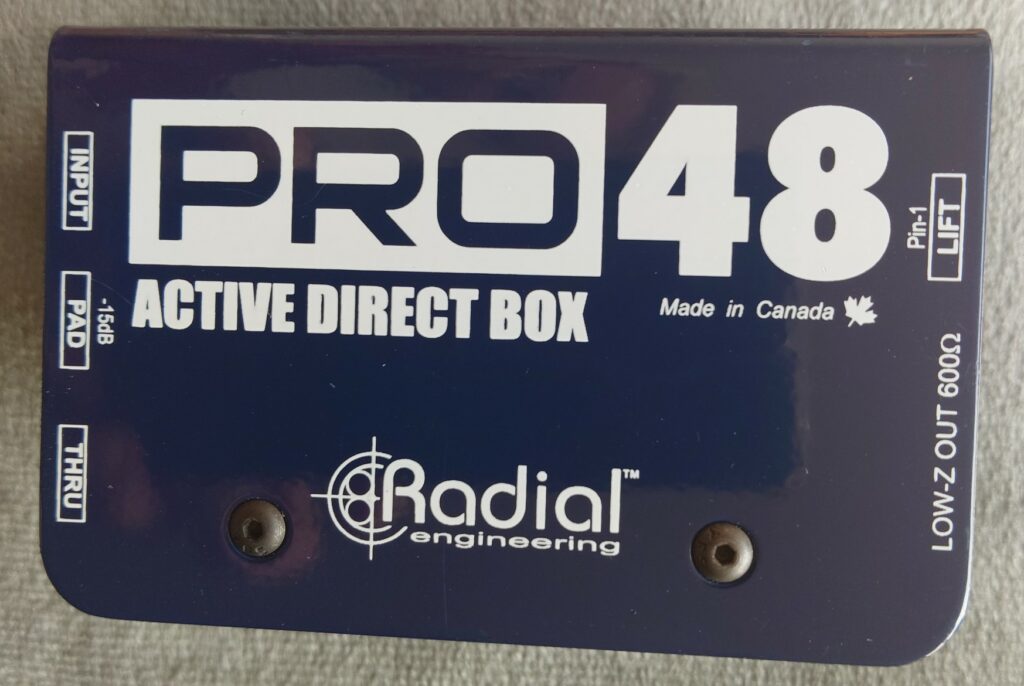 PRO48
ACTIVE DIRECT BOX
Made in Canada
INPUT
PAD
-15dB
THRU
Pin-1
LIFT
LOW-Z OUT 600Ω
Radial™
engineering